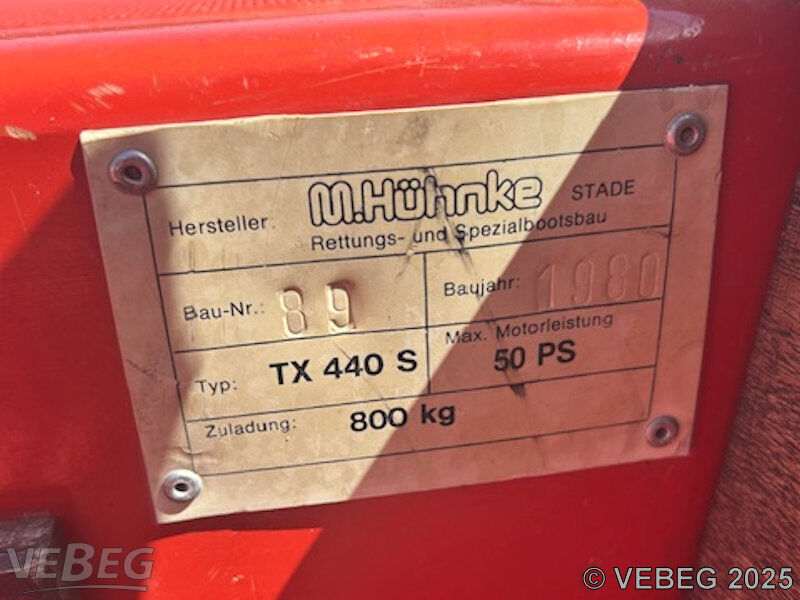 Hersteller: M.Hühnke STADE
Rettungs- und Spezialbootsbau
Bau-Nr.: 89 Baujahr: 1980
Typ: TX 440 S Max. Motorleistung
50 PS
Zuladung: 800 kg
VEBEG
© VEBEG 2025